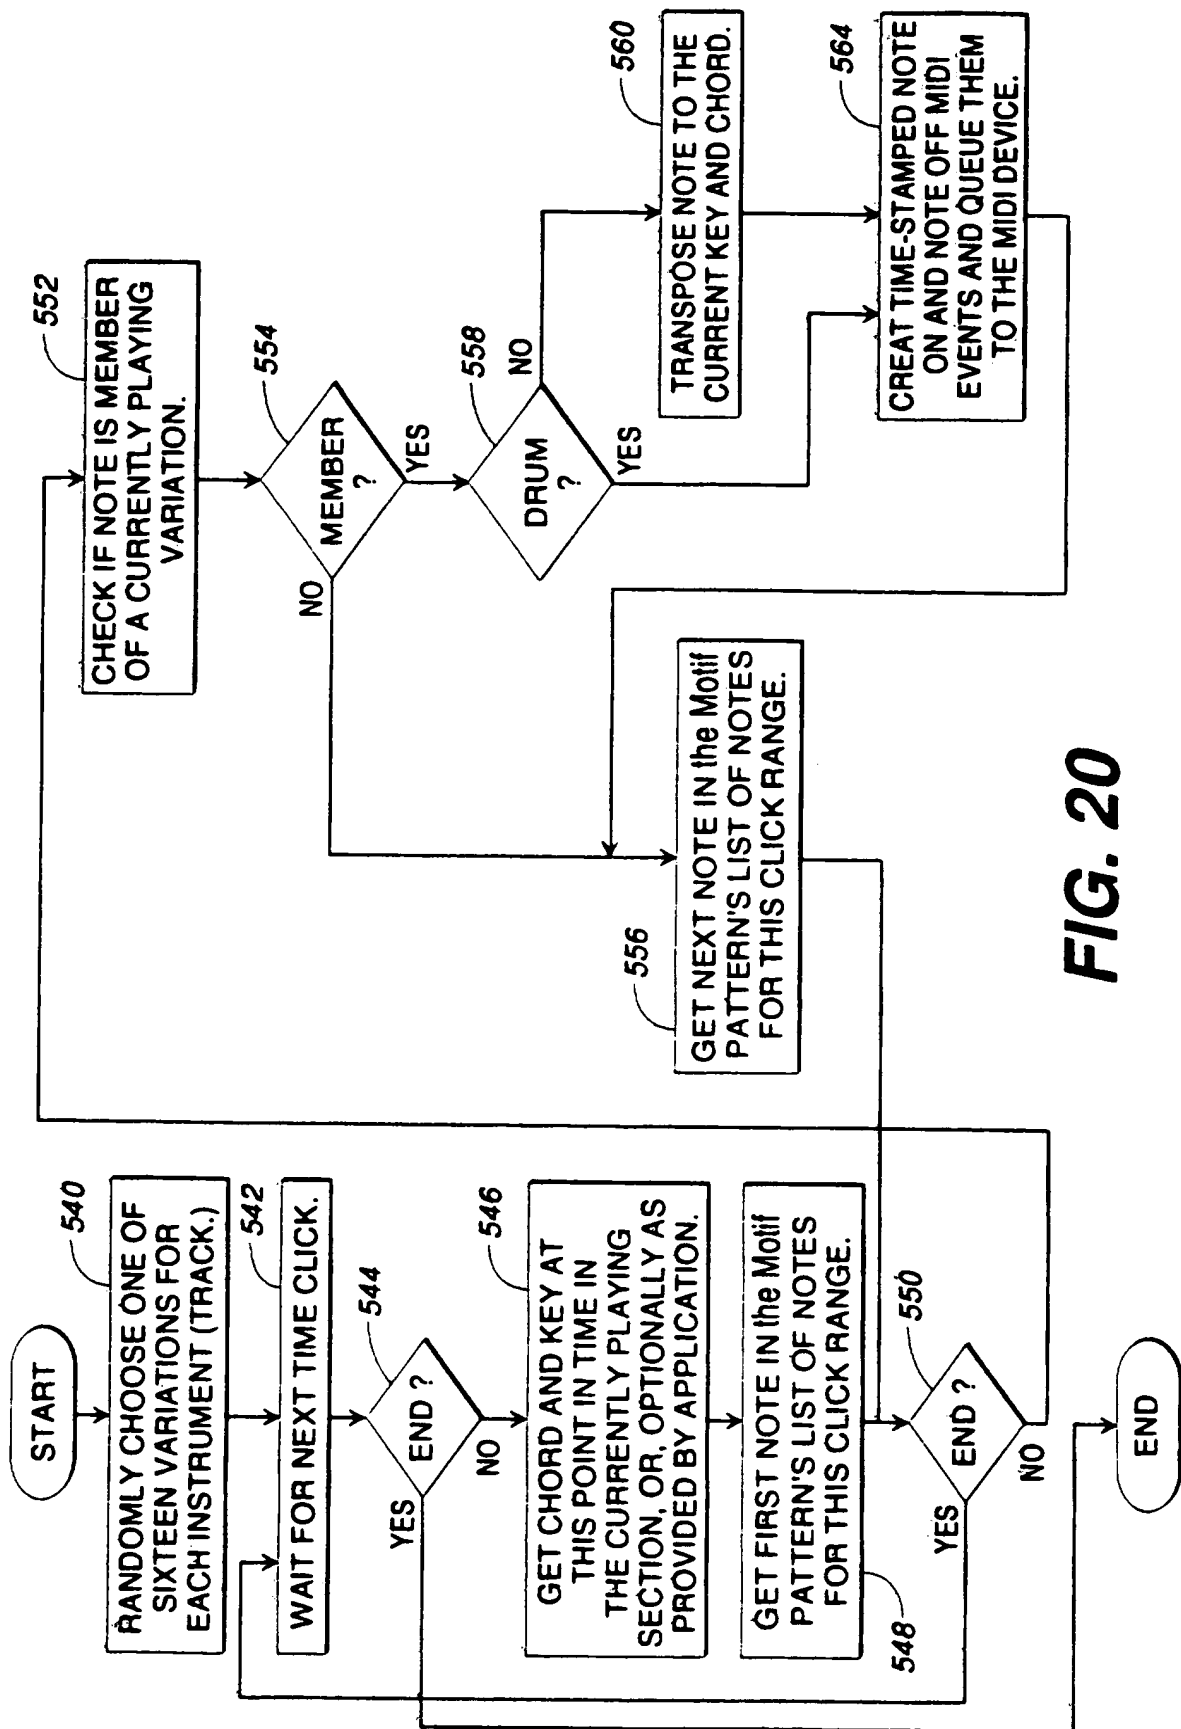 START
540
RANDOMLY CHOOSE ONE OF
SIXTEEN VARIATIONS FOR
EACH INSTRUMENT (TRACK.)
542
WAIT FOR NEXT TIME CLICK.
544
END ?
YES
NO
546
GET CHORD AND KEY AT
THIS POINT IN TIME IN
THE CURRENTLY PLAYING
SECTION, OR, OPTIONALLY AS
PROVIDED BY APPLICATION.
GET FIRST NOTE IN the Motif
PATTERN'S LIST OF NOTES
FOR THIS CLICK RANGE.
548
550
END ?
YES
NO
END
552
CHECK IF NOTE IS MEMBER
OF A CURRENTLY PLAYING
VARIATION.
554
MEMBER
?
NO
YES
556
GET NEXT NOTE IN the Motif
PATTERN'S LIST OF NOTES
FOR THIS CLICK RANGE.
558
DRUM
?
NO
YES
560
TRANSPOSE NOTE TO THE
CURRENT KEY AND CHORD.
564
CREAT TIME-STAMPED NOTE
ON AND NOTE OFF MIDI
EVENTS AND QUEUE THEM
TO THE MIDI DEVICE.
FIG. 20